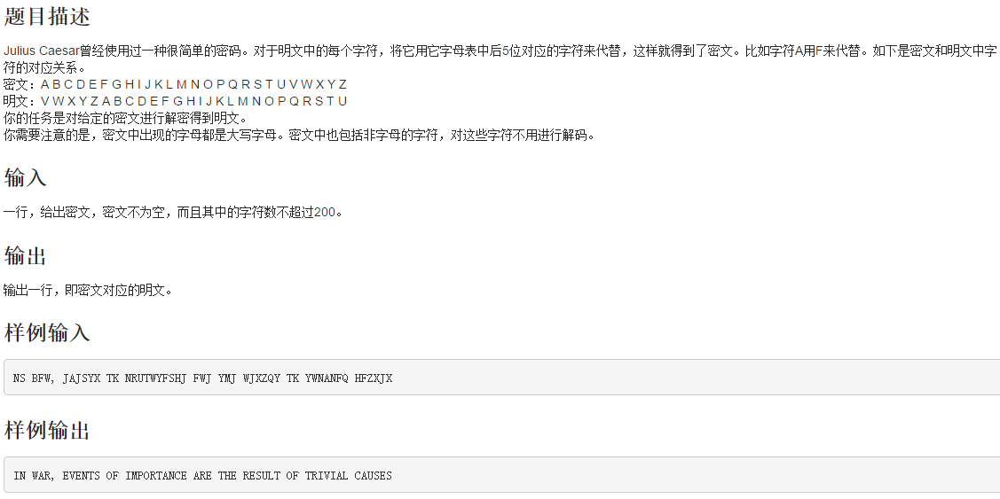 题目描述
Julius Caesar曾经使用过一种很简单的密码。对于明文中的每个字符，将它用它字母表中后5位对应的字符来代替，这样就得到了密文。比如字符A用F来代替。如下是密文和明文中字
符的对应关系。
密文：A B C D E F G H I J K L M N O P Q R S T U V W X Y Z
明文：V W X Y Z A B C D E F G H I J K L M N O P Q R S T U
你的任务是对给定的密文进行解密得到明文。
你需要注意的是，密文中出现的字母都是大写字母。密文中也包括非字母的字符，对这些字符不用进行解码。
输入
一行，给出密文，密文不为空，而且其中的字符数不超过200。
输出
输出一行，即密文对应的明文。
样例输入
NS BFW, JAJSYX TK NRUTWYFSHJ FWJ YMJ WJXZQY TK YWNANFQ HFZXJX
样例输出
IN WAR, EVENTS OF IMPORTANCE ARE THE RESULT OF TRIVIAL CAUSES